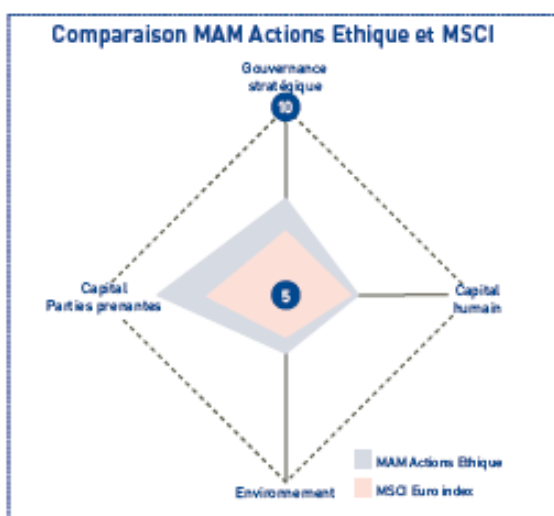 Comparaison MAM Actions Ethique et MSCI
Gouvernance
stratégique
10
Capital
Parties prenantes
5
Capital
humain
Environnement
MAM Actions Ethique
MSCI Euro index